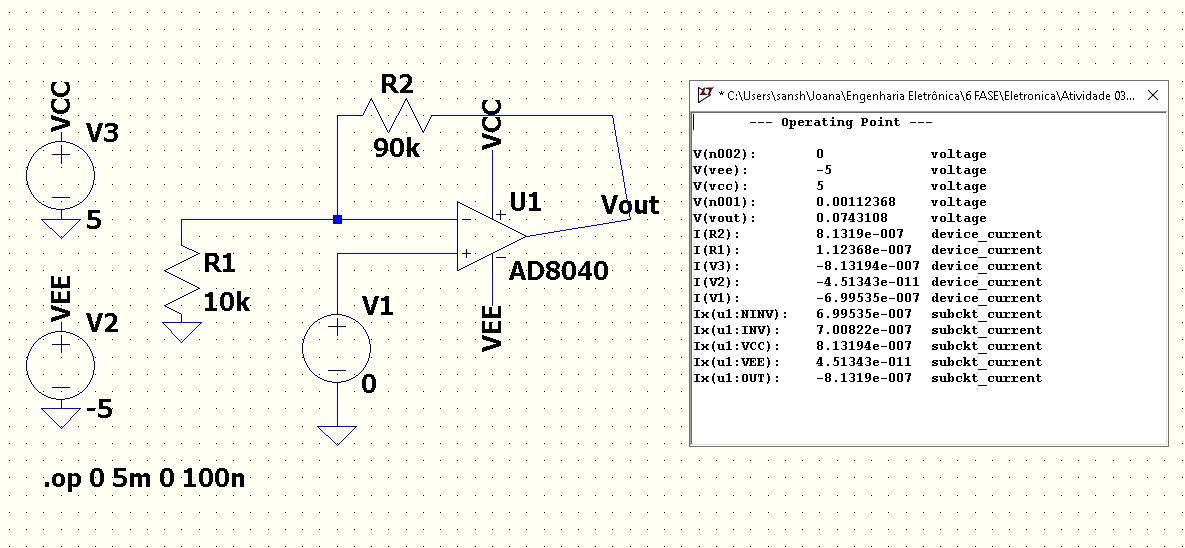 VCC
V3
5
VEE
V2
-5
R1
10k
R2
90k
VCC
U1
AD8040
VEE
Vout
V1
0
.op 0 5m 0 100n
* C:\Users\sansh\Joana\Engenharia Eletrônica\6 FASE\Eletronica\Atividade 03...
--- Operating Point ---
V(n002): 0 voltage
V(vee): -5 voltage
V(vcc): 5 voltage
V(n001): 0.00112368 voltage
V(vout): 0.0743108 voltage
I(R2): 8.1319e-007 device_current
I(R1): 1.12368e-007 device_current
I(V3): -8.13194e-007 device_current
I(V2): -4.51343e-011 device_current
I(V1): -6.99535e-007 device_current
Ix(u1:NINV): 6.99535e-007 subckt_current
Ix(u1:INV): 7.00822e-007 subckt_current
Ix(u1:VCC): 8.13194e-007 subckt_current
Ix(u1:VEE): 4.51343e-011 subckt_current
Ix(u1:OUT): -8.1319e-007 subckt_current